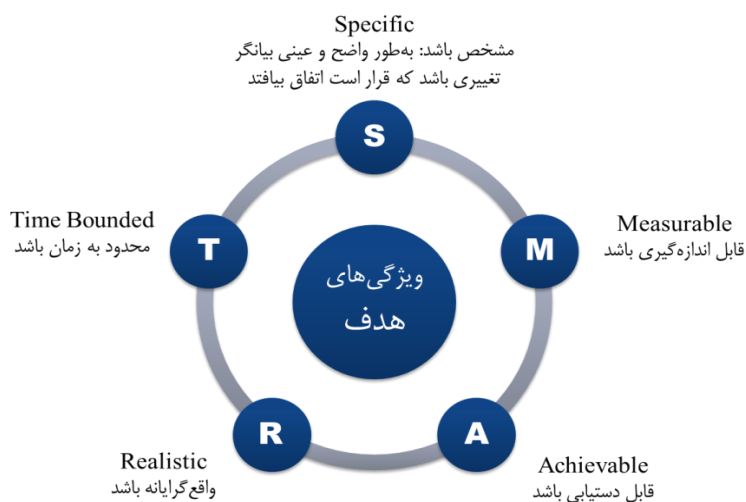 Specific
مشخص باشد: به‌طور واضح و عینی بیانگر
تغییری باشد که قرار است اتفاق بیافتد
S
Measurable
قابل اندازه‌گیری باشد
M
Achievable
قابل دستیابی باشد
A
Realistic
واقع‌گرایانه باشد
R
Time Bounded
محدود به زمان باشد
T
ویژگی‌های
هدف